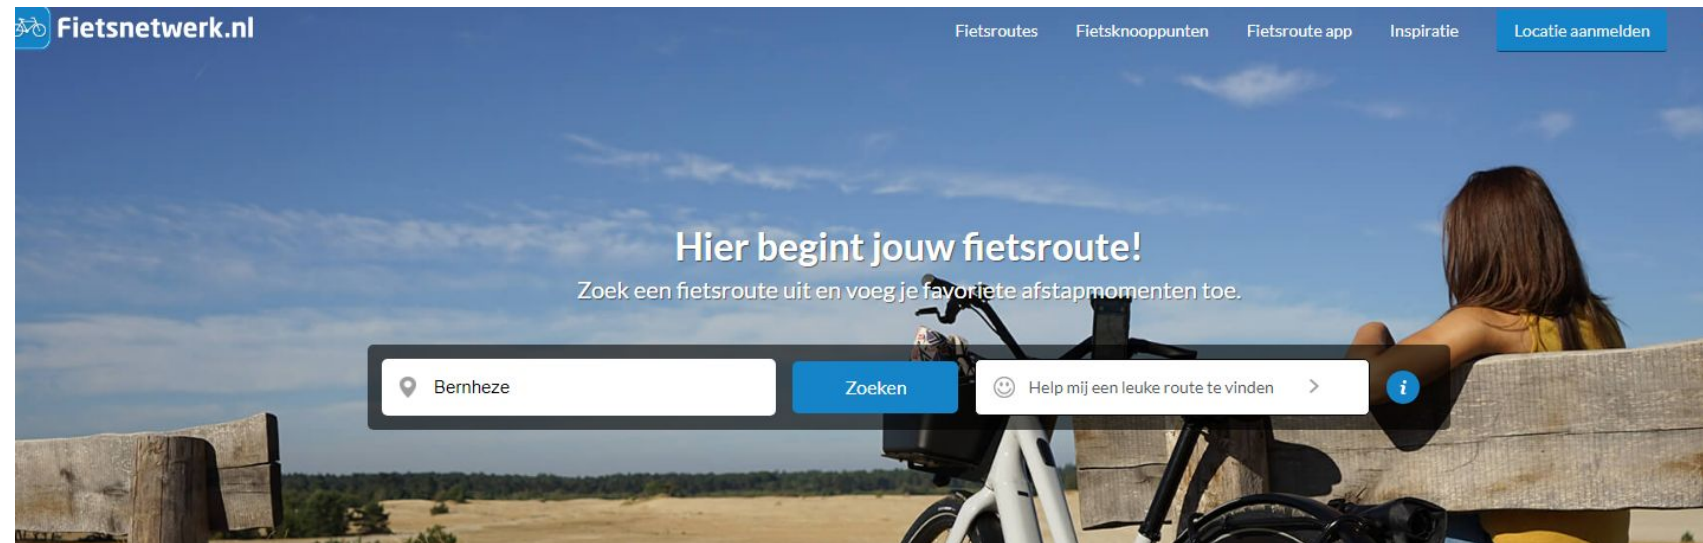 Fietsnetwerk.nl
Fietsroutes
Fietsknooppunten
Fietsroute app
Inspiratie
Locatie aanmelden
Hier begint jouw fietsroute!
Zoek een fietsroute uit en voeg je favoriete afstapmomenten toe.
Bernheze
Zoeken
Help mij een leuke route te vinden
i